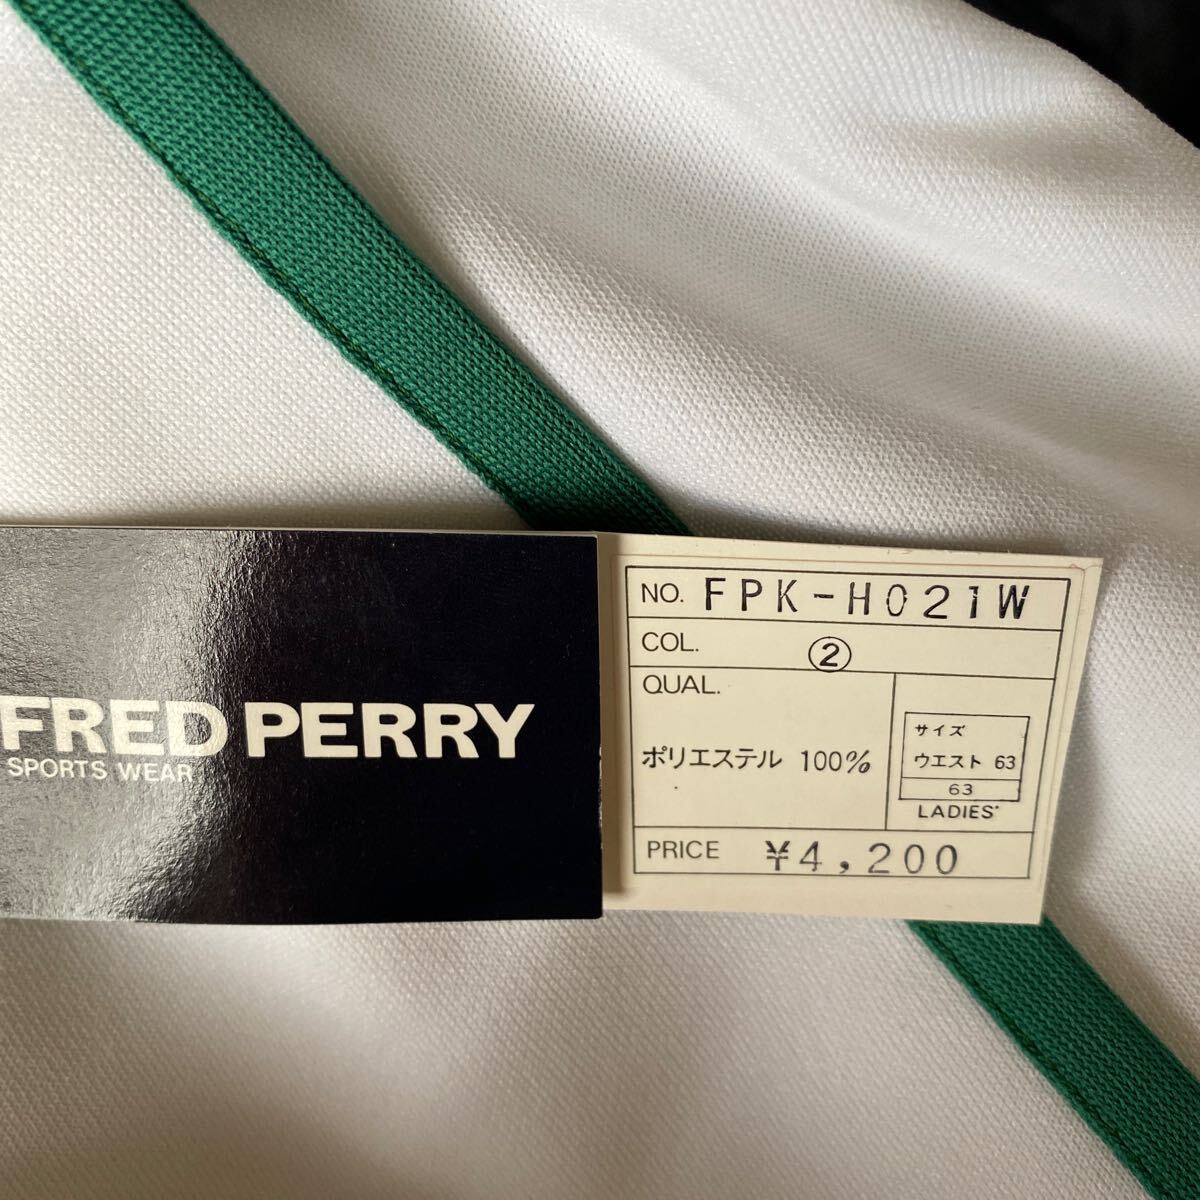 FRED PERRY
SPORTS WEAR
NO. FPK-H021W
COL. ②
QUAL.
ポリエステル 100%
サイズ
ウエスト 63
63
LADIES'
PRICE ¥4,200